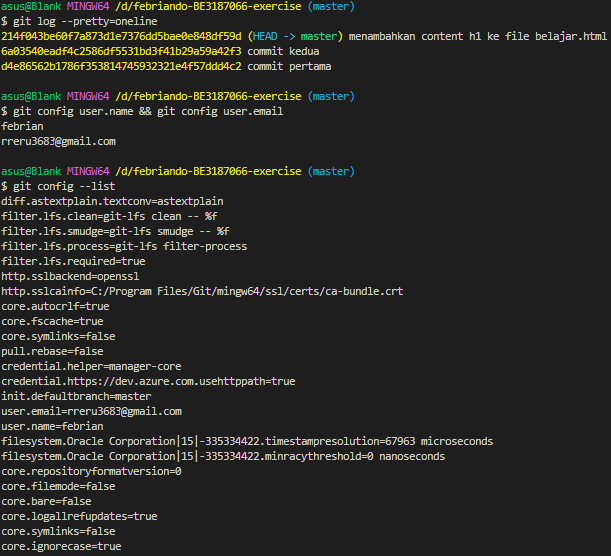 asus@Blank MINGW64 /d/febriando-BE3187066-exercise (master)
$ git log --pretty=oneline
214f043be60f7a873d1e7376dd5bae0e848df59d (HEAD -> master) menambahkan content h1 ke file belajar.html
6a03540eadf4c2586df5531bd3f41b29a59a42f3 commit kedua
d4e86562b1786f353814745932321e4f57ddd4c2 commit pertama
asus@Blank MINGW64 /d/febriando-BE3187066-exercise (master)
$ git config user.name && git config user.email
febrian
rreru3683@gmail.com
asus@Blank MINGW64 /d/febriando-BE3187066-exercise (master)
$ git config --list
diff.astextplain.textconv=astextplain
filter.lfs.clean=git-lfs clean -- %f
filter.lfs.smudge=git-lfs smudge -- %f
filter.lfs.process=git-lfs filter-process
filter.lfs.required=true
http.sslbackend=openssl
http.sslcainfo=C:/Program Files/Git/mingw64/ssl/certs/ca-bundle.crt
core.autocrlf=true
core.fscache=true
core.symlinks=false
pull.rebase=false
credential.helper=manager-core
credential.https://dev.azure.com.usehttppath=true
init.defaultbranch=master
user.email=rreru3683@gmail.com
user.name=febrian
filesystem.Oracle Corporation|15|-335334422.timestampresolution=67963 microseconds
filesystem.Oracle Corporation|15|-335334422.minracythreshold=0 nanoseconds
core.repositoryformatversion=0
core.filemode=false
core.bare=false
core.logallrefupdates=true
core.symlinks=false
core.ignorecase=true